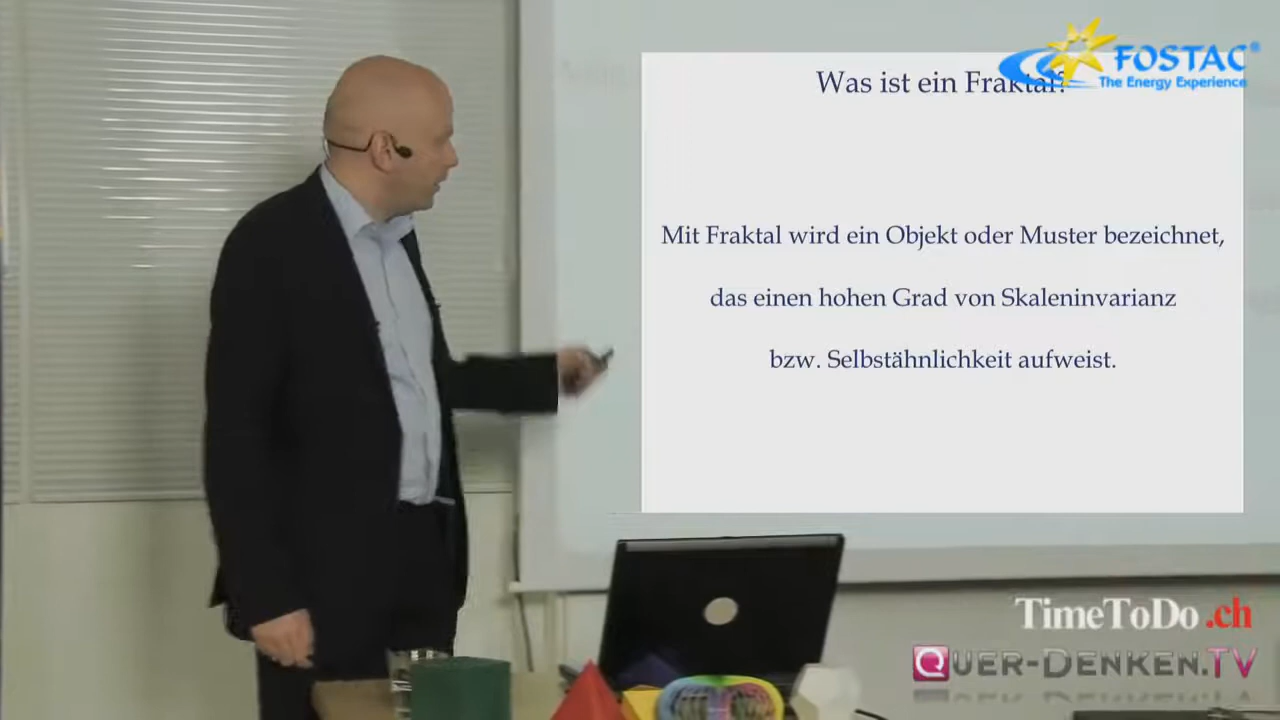 FOSTAC®
The Energy Experience
Was ist ein Fraktal?
Mit Fraktal wird ein Objekt oder Muster bezeichnet,
das einen hohen Grad von Skaleninvarianz
bzw. Selbstähnlichkeit aufweist.
TimeToDo.ch
QUER-DENKEN.TV